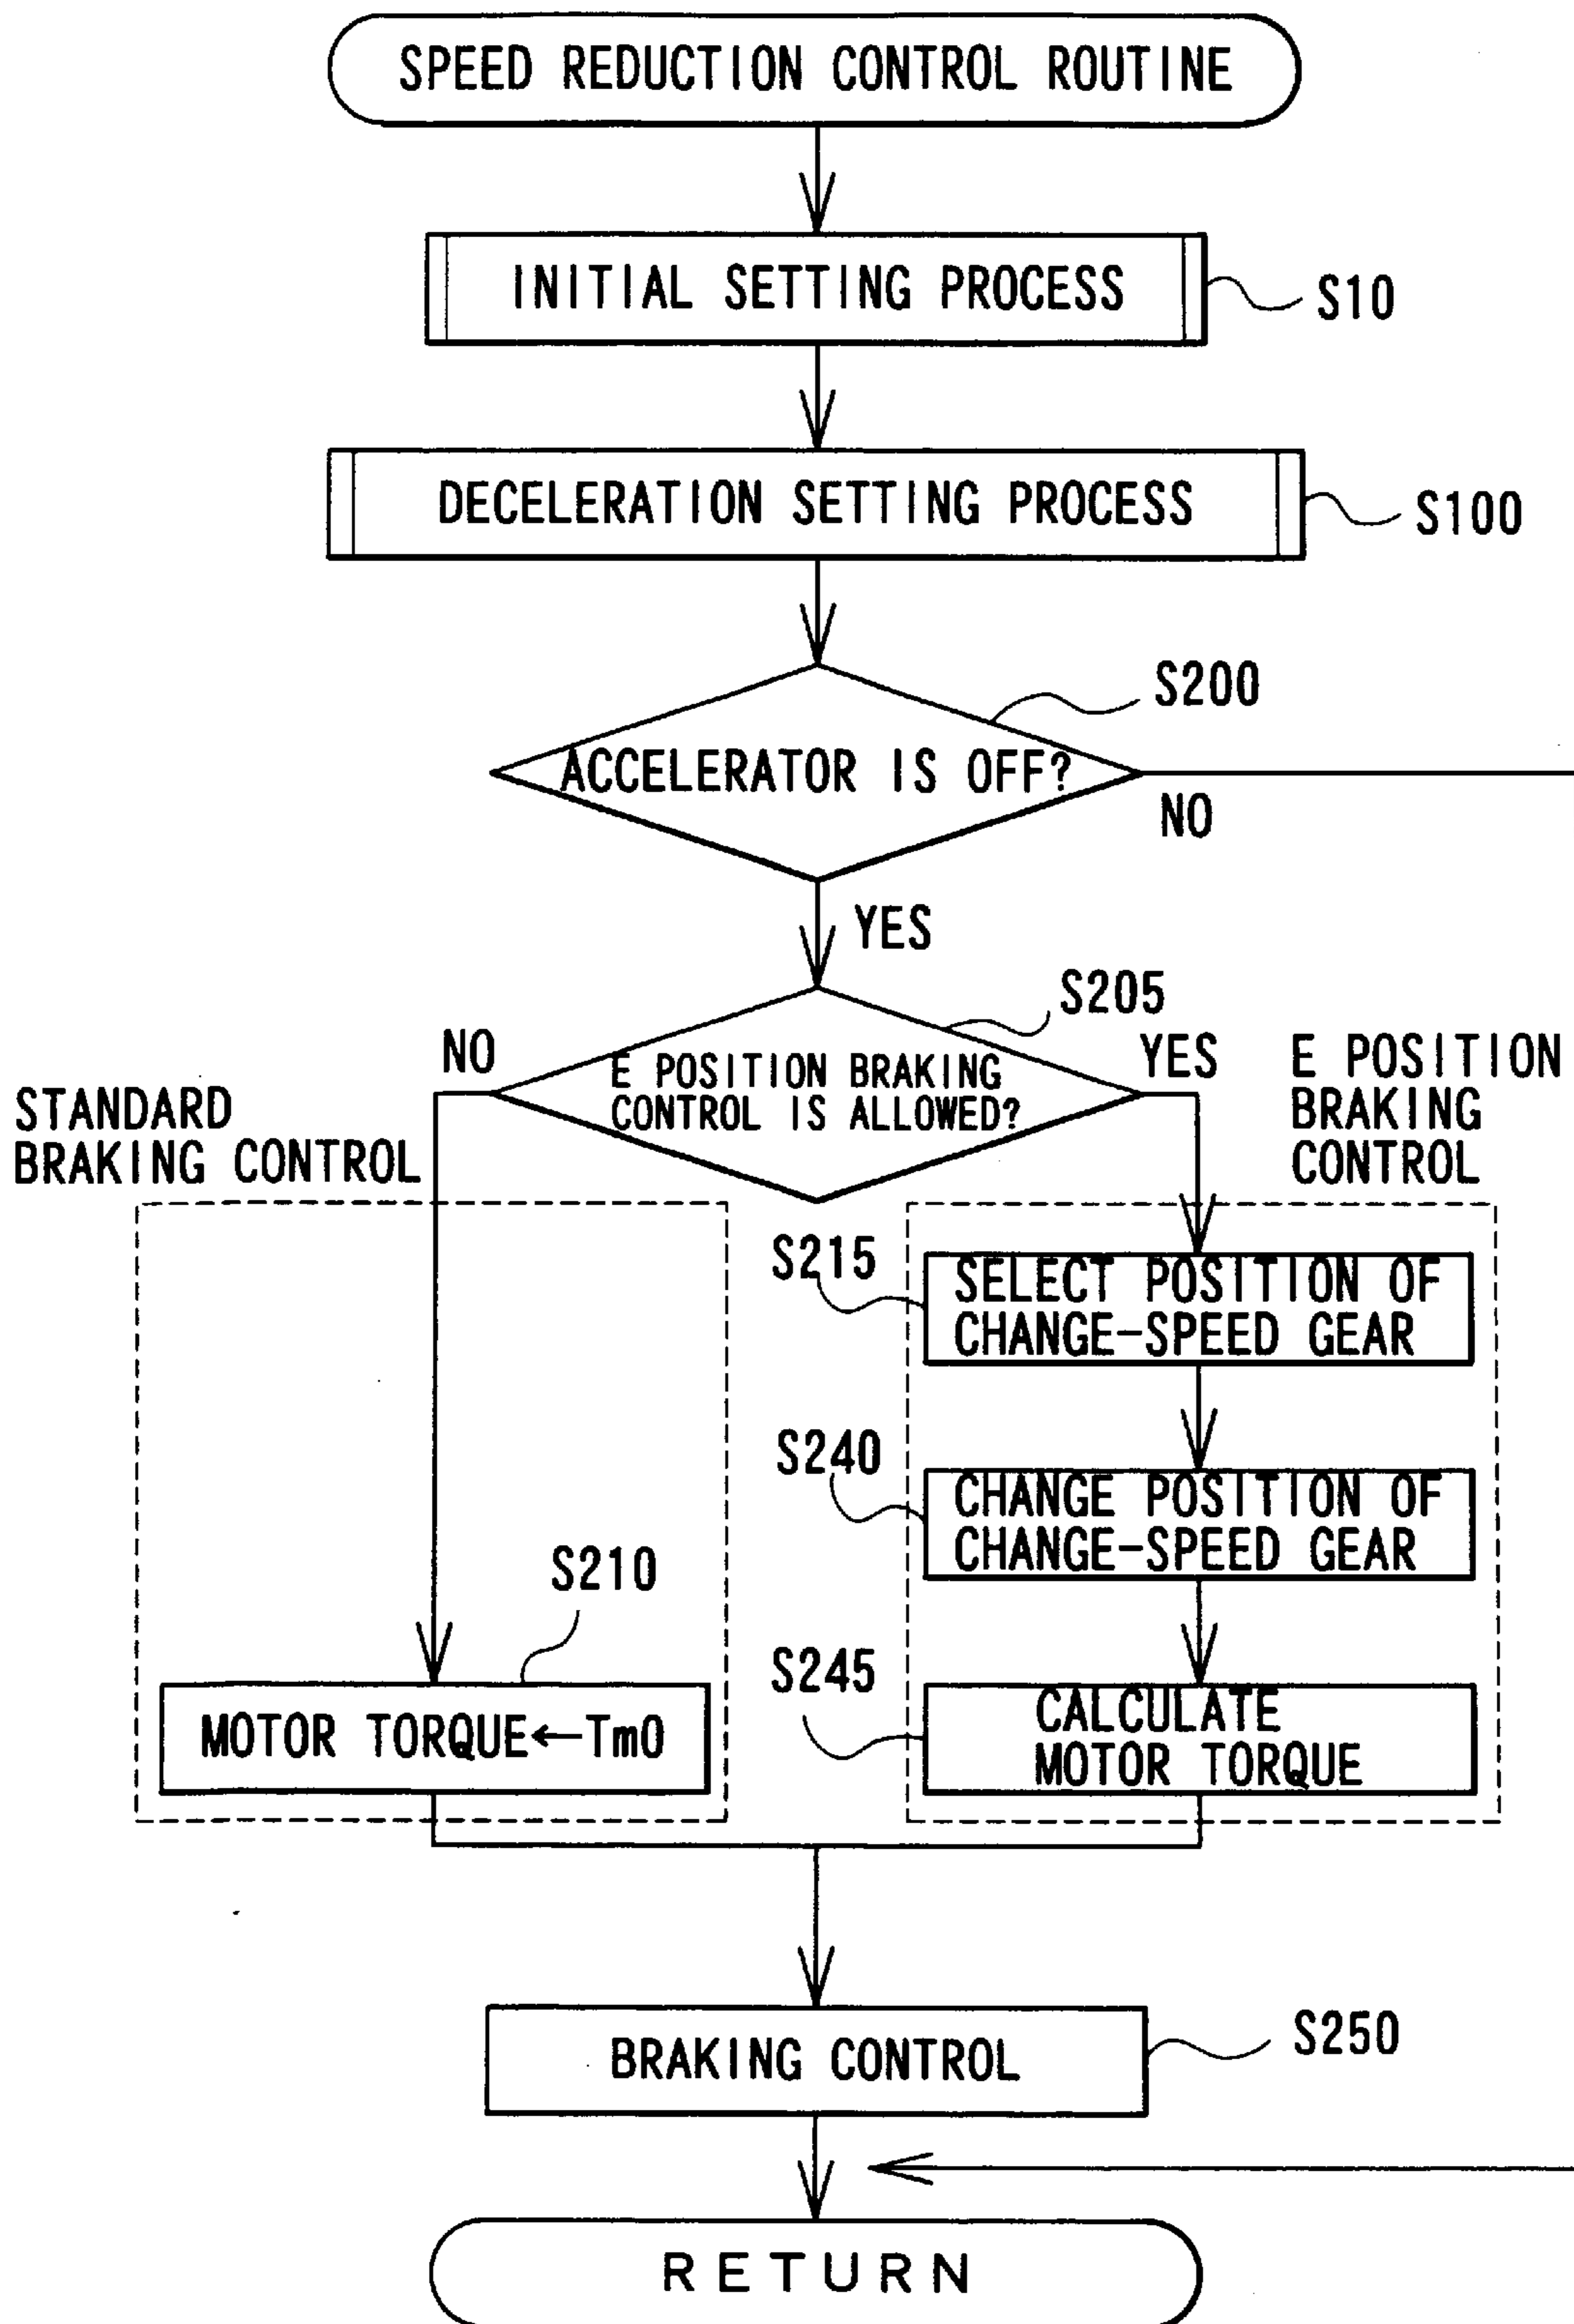 SPEED REDUCTION CONTROL ROUTINE
INITIAL SETTING PROCESS
S10
DECELERATION SETTING PROCESS
S100
S200
ACCELERATOR IS OFF?
NO
YES
S205
NO
E POSITION BRAKING
CONTROL IS ALLOWED?
YES
E POSITION
BRAKING
CONTROL
STANDARD
BRAKING CONTROL
S215
SELECT POSITION OF
CHANGE-SPEED GEAR
S240
CHANGE POSITION OF
CHANGE-SPEED GEAR
S210
MOTOR TORQUE←Tm0
S245
CALCULATE
MOTOR TORQUE
BRAKING CONTROL
S250
RETURN